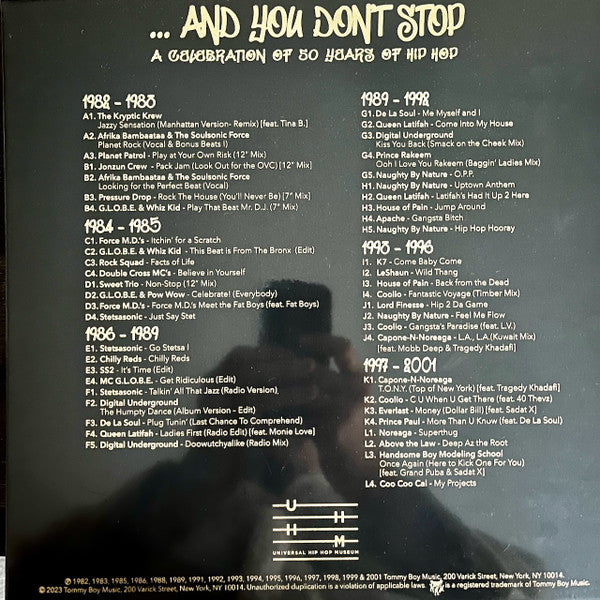 ... AND YOU DONT STOP
A CELEBRATION OF 50 YEARS OF HIP HOP
1982 - 1983
A1. The Kryptic Krew
Jazzy Sensation (Manhattan Version- Remix) [feat. Tina B.]
A2. Afrika Bambaataa & The Soulsonic Force
Planet Rock (Vocal & Bonus Beats I)
A3. Planet Patrol - Play at Your Own Risk (12" Mix)
B1. Jonzun Crew - Pack Jam (Look Out for the OVC) [12" Mix]
B2. Afrika Bambaataa & The Soulsonic Force
Looking for the Perfect Beat (Vocal)
B3. Pressure Drop - Rock The House (You'll Never Be) [7" Mix]
B4. G.L.O.B.E. & Whiz Kid - Play That Beat Mr. D.J. (7" Mix)
1984 - 1985
C1. Force M.D.'s - Itchin' for a Scratch
C2. G.L.O.B.E. & Whiz Kid - This Beat is From The Bronx (Edit)
C3. Rock Squad - Facts of Life
C4. Double Cross MC's - Believe in Yourself
D1. Sweet Trio - Non-Stop (12" Mix)
D2. G.L.O.B.E. & Pow Wow - Celebrate! (Everybody)
D3. Force M.D.'s - Force M.D.'s Meet the Fat Boys (feat. Fat Boys)
D4. Stetsasonic - Just Say Stet
1986 - 1989
E1. Stetsasonic - Go Stetsa I
E2. Chilly Reds - Chilly Reds
E3. SS2 - It's Time (Edit)
E4. MC G.L.O.B.E. - Get Ridiculous (Edit)
F1. Stetsasonic - Talkin' All That Jazz (Radio Version)
F2. Digital Underground
The Humpty Dance (Album Version - Edit)
F3. De La Soul - Plug Tunin' (Last Chance To Comprehend)
F4. Queen Latifah - Ladies First (Radio Edit) [feat. Monie Love]
F5. Digital Underground - Doowutchyalike (Radio Mix)
1989 - 1992
G1. De La Soul - Me Myself and I
G2. Queen Latifah - Come Into My House
G3. Digital Underground
Kiss You Back (Smack on the Cheek Mix)
G4. Prince Rakeem
Ooh I Love You Rakeem (Baggin' Ladies Mix)
G5. Naughty By Nature - O.P.P.
H1. Naughty By Nature - Uptown Anthem
H2. Queen Latifah - Latifah's Had It Up 2 Here
H3. House of Pain - Jump Around
H4. Apache - Gangsta Bitch
H5. Naughty By Nature - Hip Hop Hooray
1993 - 1996
I1. K7 - Come Baby Come
I2. LeShaun - Wild Thang
I3. House of Pain - Back from the Dead
I4. Coolio - Fantastic Voyage (Timber Mix)
J1. Lord Finesse - Hip 2 Da Game
J2. Naughty By Nature - Feel Me Flow
J3. Coolio - Gangsta's Paradise (feat. L.V.)
J4. Capone-N-Noreaga - L.A., L.A.(Kuwait Mix)
[feat. Mobb Deep & Tragedy Khadafi]
1997 - 2001
K1. Capone-N-Noreaga
T.O.N.Y. (Top of New York) [feat. Tragedy Khadafi]
K2. Coolio - C U When U Get There (feat. 40 Thevz)
K3. Everlast - Money (Dollar Bill) [feat. Sadat X]
K4. Prince Paul - More Than U Know (feat. De La Soul)
L1. Noreaga - Superthug
L2. Above the Law - Deep Az the Root
L3. Handsome Boy Modeling School
Once Again (Here to Kick One For You)
[feat. Grand Puba & Sadat X]
L4. Coo Coo Cal - My Projects
U
H
H
M
UNIVERSAL HIP HOP MUSEUM
℗ 1982, 1983, 1985, 1986, 1988, 1989, 1991, 1992, 1993, 1994, 1995, 1996, 1997, 1998, 1999 & 2001 Tommy Boy Music, 200 Varick Street, New York, NY 10014.
© 2023 Tommy Boy Music, 200 Varick Street, New York, NY 10014. Unauthorized duplication is a violation of applicable laws. is a registered trademark of Tommy Boy Music.